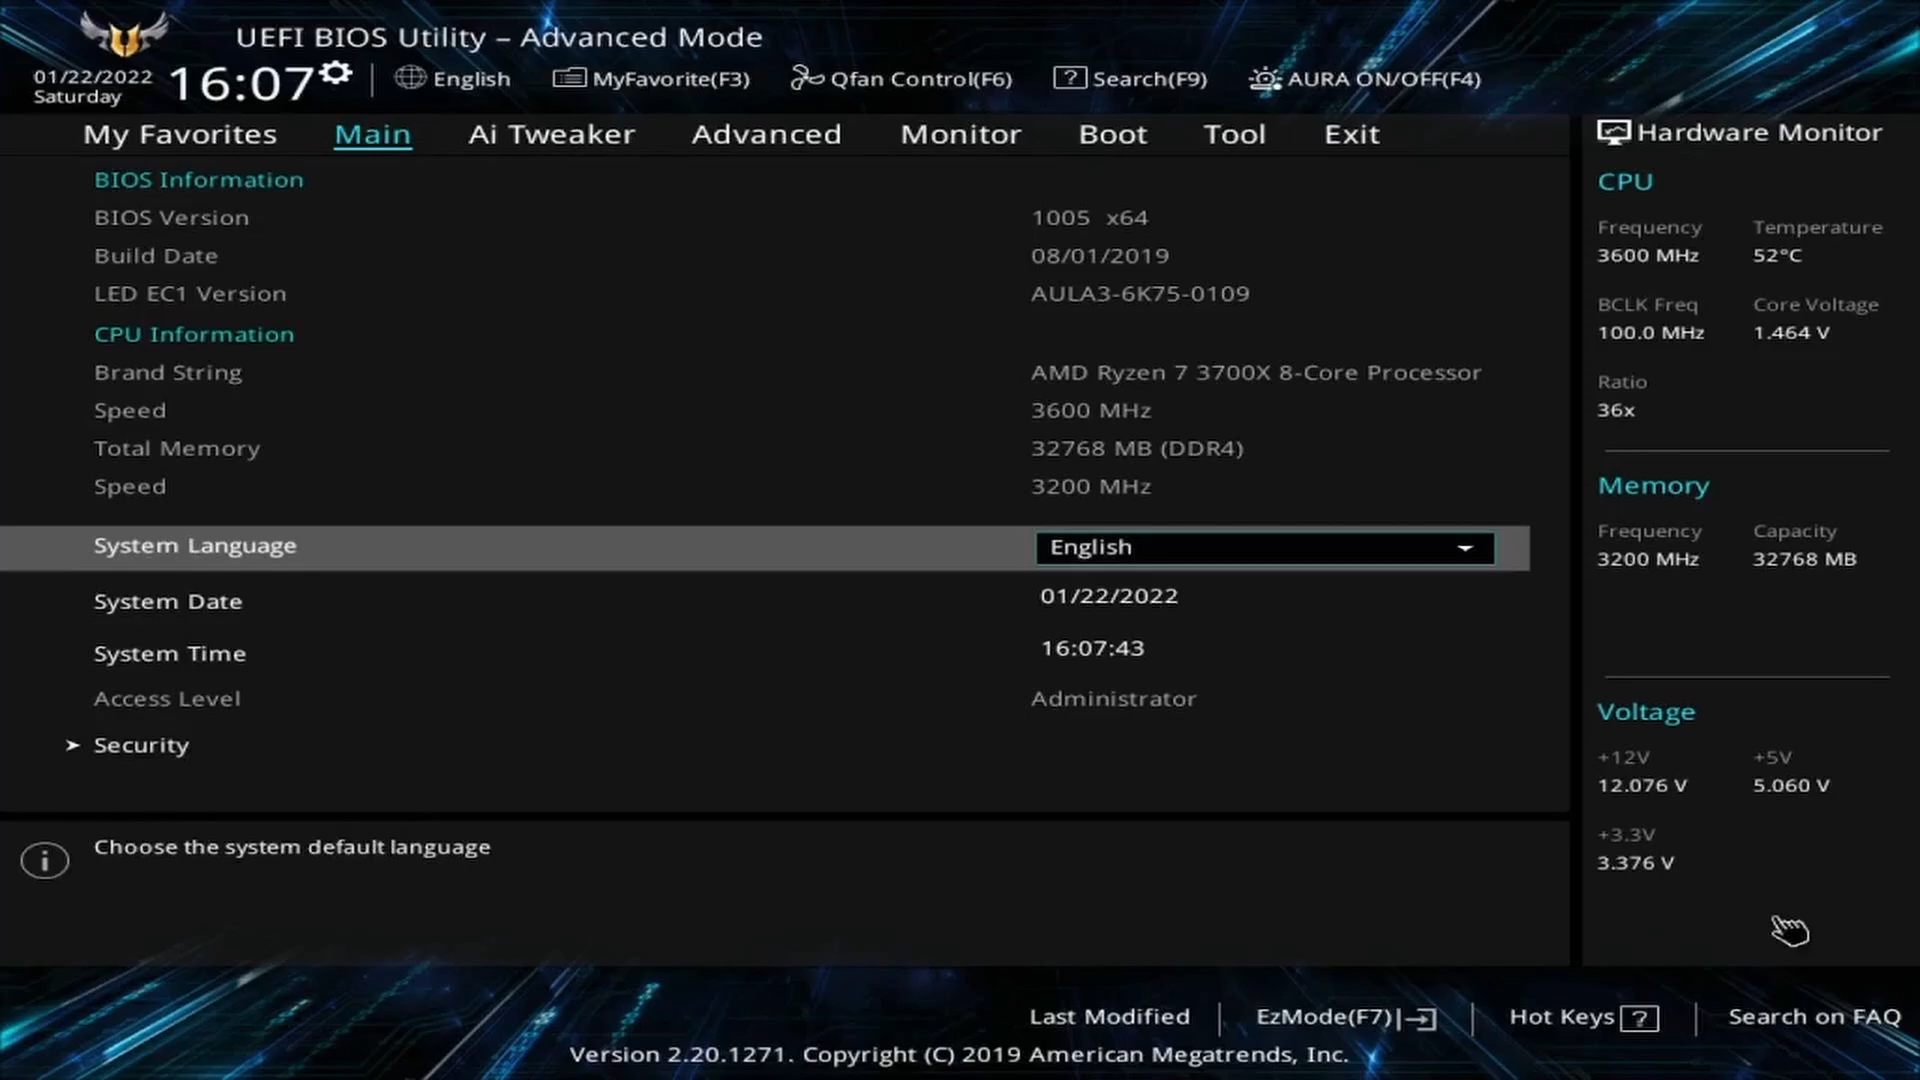 UEFI BIOS Utility – Advanced Mode
01/22/2022
Saturday
16:07
English
MyFavorite(F3)
Qfan Control(F6)
? Search(F9)
AURA ON/OFF(F4)
My Favorites Main Ai Tweaker Advanced Monitor Boot Tool Exit
BIOS Information
BIOS Version 1005 x64
Build Date 08/01/2019
LED EC1 Version AULA3-6K75-0109
CPU Information
Brand String AMD Ryzen 7 3700X 8-Core Processor
Speed 3600 MHz
Total Memory 32768 MB (DDR4)
Speed 3200 MHz
System Language English
System Date 01/22/2022
System Time 16:07:43
Access Level Administrator
Security
i Choose the system default language
Hardware Monitor
CPU
Frequency Temperature
3600 MHz 52°C
BCLK Freq Core Voltage
100.0 MHz 1.464 V
Ratio
36x
Memory
Frequency Capacity
3200 MHz 32768 MB
Voltage
+12V +5V
12.076 V 5.060 V
+3.3V
3.376 V
Last Modified EzMode(F7) Hot Keys ? Search on FAQ
Version 2.20.1271. Copyright (C) 2019 American Megatrends, Inc.